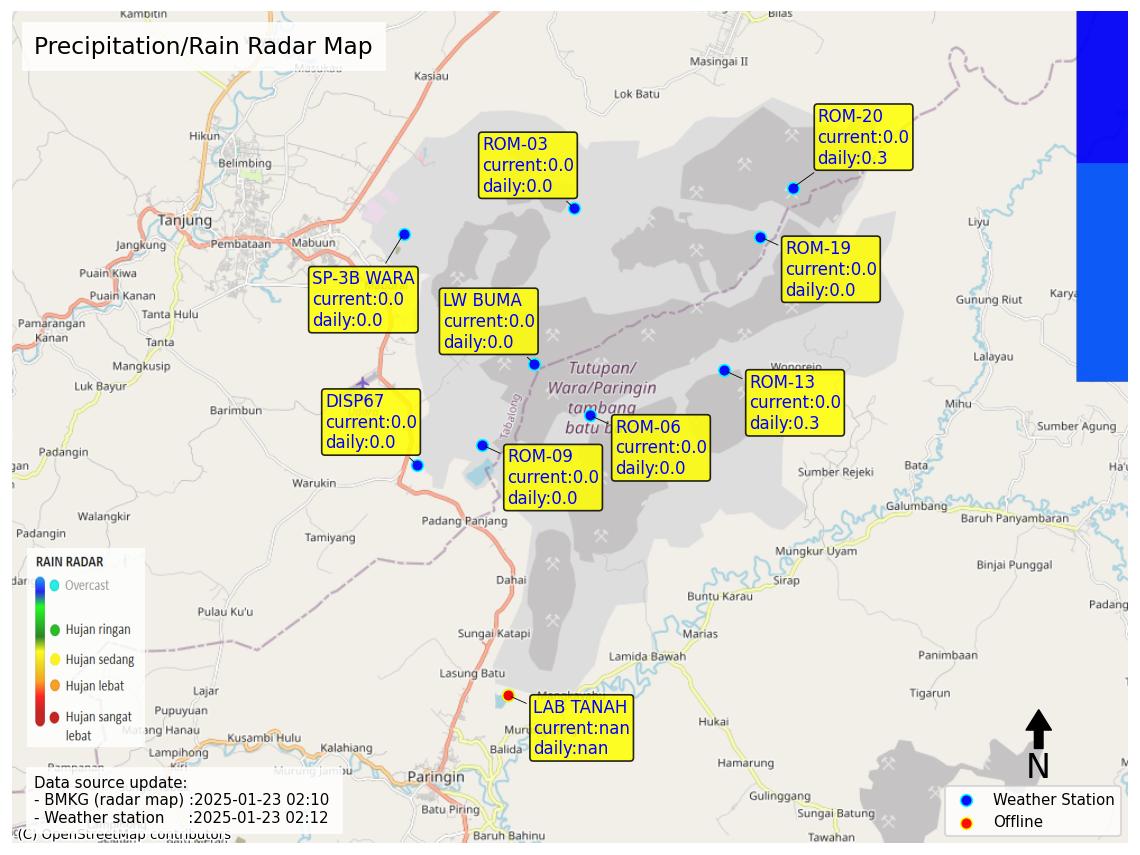 Kambitin
Bilas
Precipitation/Rain Radar Map
Masukau
Kasiau
Masingai II
Lok Batu
ROM-20
current:0.0
daily:0.3
ROM-03
current:0.0
daily:0.0
Hikun
Belimbing
Tanjung
Liyu
Jangkung
Pembataan
Mabuun
ROM-19
current:0.0
daily:0.0
Puain Kiwa
SP-3B WARA
current:0.0
daily:0.0
LW BUMA
current:0.0
daily:0.0
Puain Kanan
Tanta Hulu
Gunung Riut
Karya
Pamarangan
Kanan
Tanta
Mangkusip
Lalayau
Luk Bayur
Tutupan/
Wara/Paringin
tambang
batu b
Wonorejo
ROM-13
current:0.0
daily:0.3
DISP67
current:0.0
daily:0.0
Tabalong
Barimbun
Mihu
ROM-06
current:0.0
daily:0.0
Sumber Agung
Padangin
gan
ROM-09
current:0.0
daily:0.0
Bata
Sumber Rejeki
Warukin
Galumbang
Walangkir
Padang Panjang
Baruh Panyambaran
Padangin
Tamiyang
Mungkur Uyam
RAIN RADAR
Binjai Punggal
Overcast
Dahai
Sirap
Buntu Karau
Padang
Pulau Ku'u
Hujan ringan
Sungai Katapi
Marias
Hujan sedang
Lamida Bawah
Panimbaan
Lasung Batu
Hujan lebat
Lajar
Tigarun
Pupuyuan
LAB TANAH
current:nan
daily:nan
Hujan sangat
lebat
Hukai
Matang Hanau
Kusambi Hulu
Kalahiang
Balida
Lampihong
Hamarung
N
Murung Jambu
Paringin
Data source update:
- BMKG (radar map) :2025-01-23 02:10
- Weather station :2025-01-23 02:12
Gulinggang
Weather Station
Offline
Batu Piring
Sungai Batung
(C) OpenStreetMap contributors
Baruh Bahinu
Tawahan